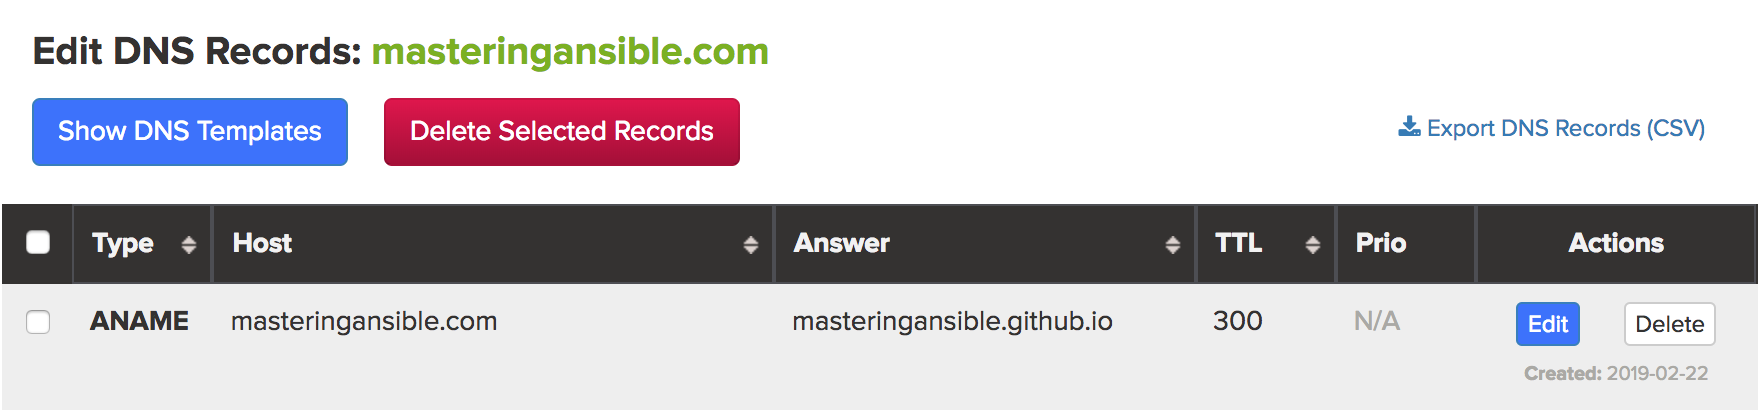 Edit DNS Records: masteringansible.com
Show DNS Templates
Delete Selected Records
Export DNS Records (CSV)
Type Host Answer TTL Prio Actions
ANAME masteringansible.com masteringansible.github.io 300 N/A Edit Delete
Created: 2019-02-22